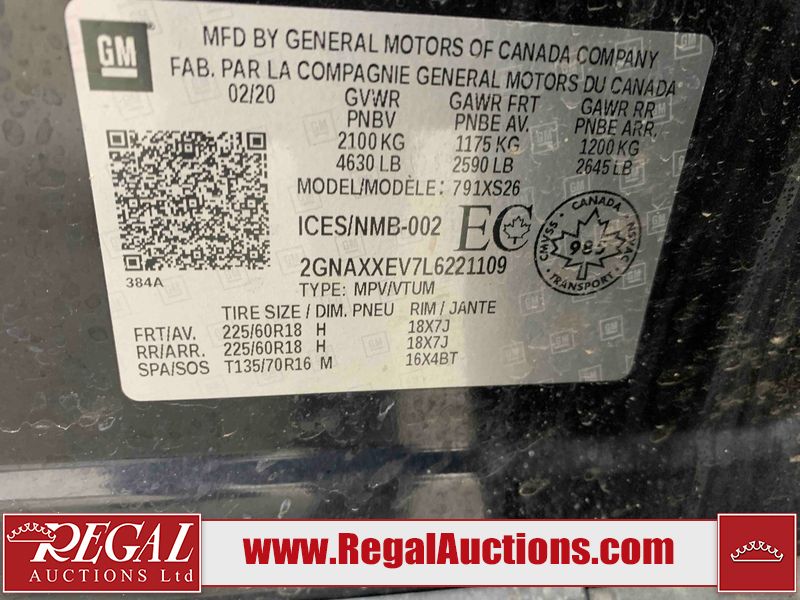 GM
MFD BY GENERAL MOTORS OF CANADA COMPANY
FAB. PAR LA COMPAGNIE GENERAL MOTORS DU CANADA
02/20 GVWR GAWR FRT GAWR RR
PNBV PNBE AV. PNBE ARR.
2100 KG 1175 KG 1200 KG
4630 LB 2590 LB 2645 LB
MODEL/MODÈLE: 791XS26
ICES/NMB-002 EC
CANADA
CMVSS 985 NSVAC
TRANSPORT
2GNAXXEV7L6221109
384A
TYPE: MPV/VTUM
TIRE SIZE / DIM. PNEU RIM / JANTE
FRT/AV. 225/60R18 H 18X7J
RR/ARR. 225/60R18 H 18X7J
SPA/SOS T135/70R16 M 16X4BT
REGAL
AUCTIONS Ltd
www.RegalAuctions.com